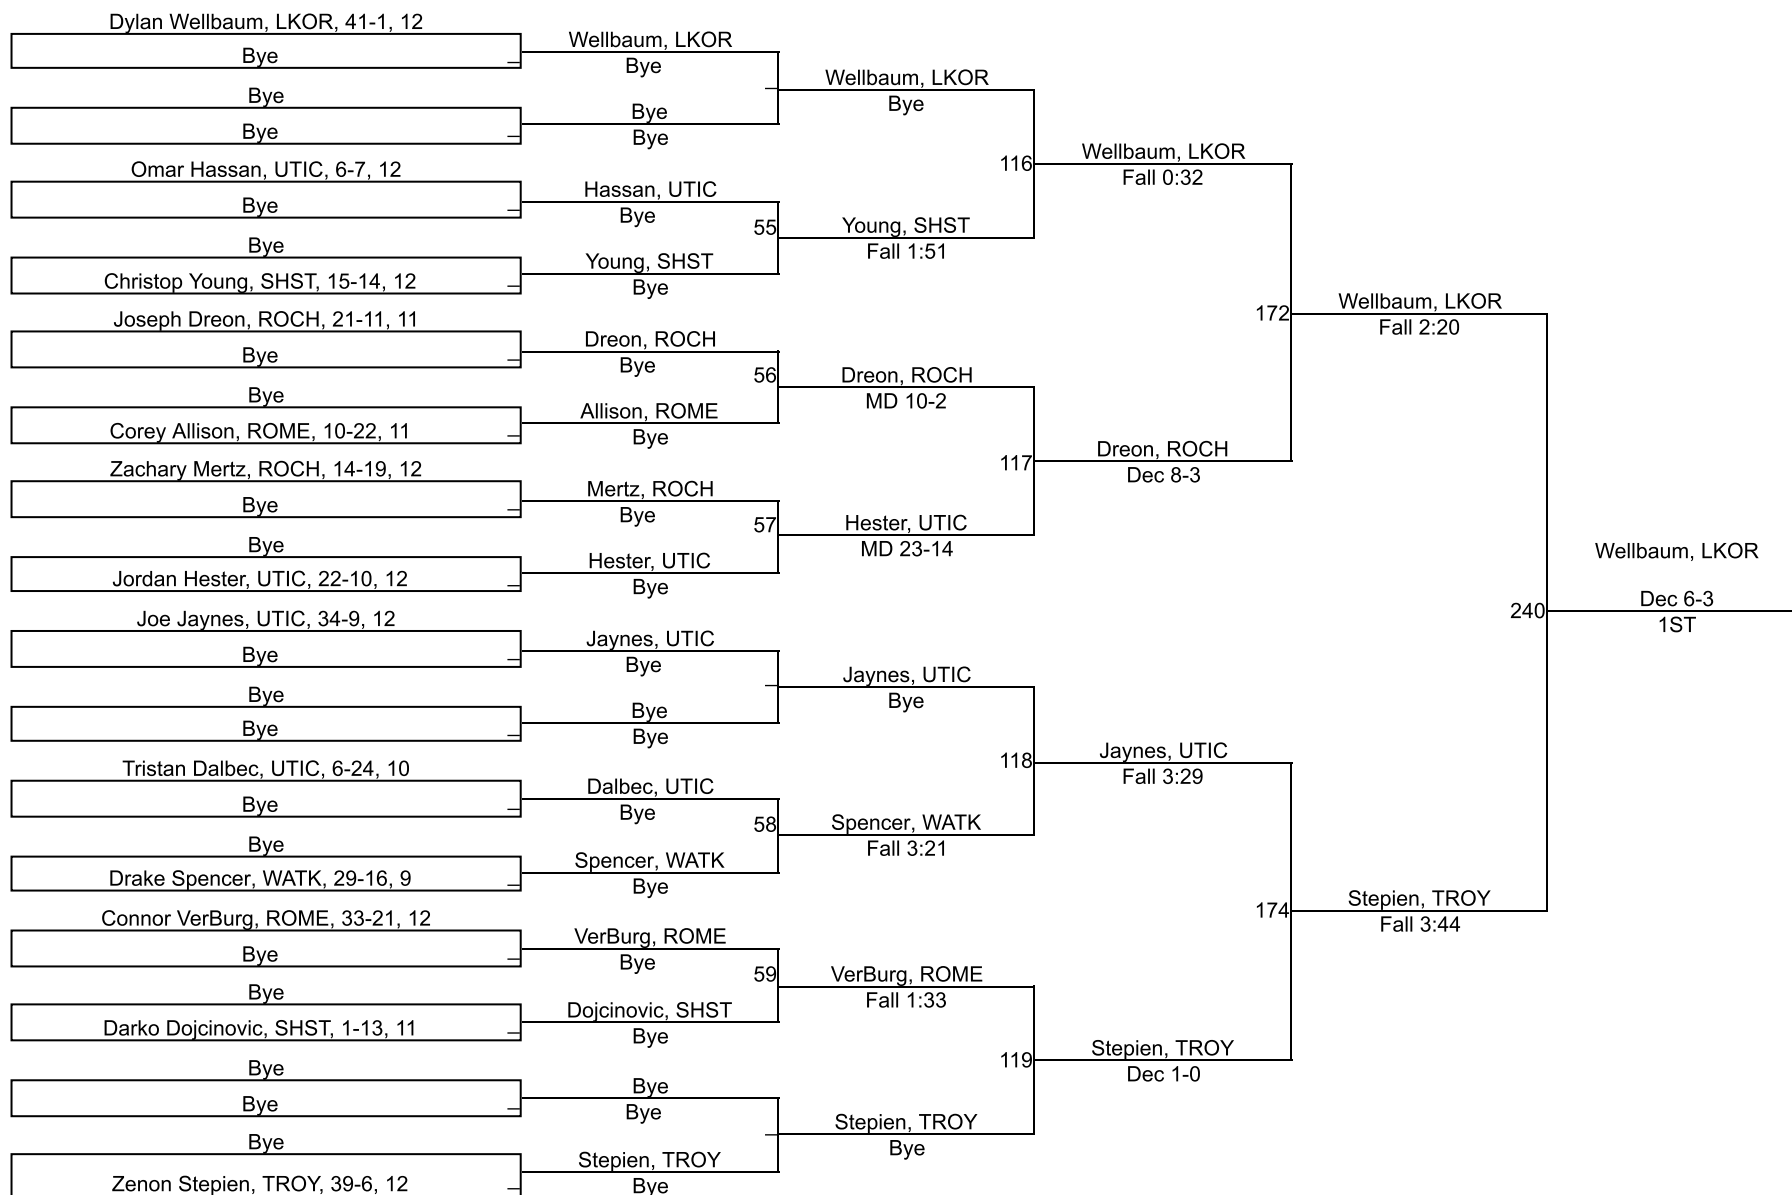 Dylan Wellbaum, LKOR, 41-1, 12
Bye
Bye
Bye
Omar Hassan, UTIC, 6-7, 12
Bye
Bye
Christop Young, SHST, 15-14, 12
Joseph Dreon, ROCH, 21-11, 11
Bye
Bye
Corey Allison, ROME, 10-22, 11
Zachary Mertz, ROCH, 14-19, 12
Bye
Bye
Jordan Hester, UTIC, 22-10, 12
Joe Jaynes, UTIC, 34-9, 12
Bye
Bye
Bye
Tristan Dalbec, UTIC, 6-24, 10
Bye
Bye
Drake Spencer, WATK, 29-16, 9
Connor VerBurg, ROME, 33-21, 12
Bye
Bye
Darko Dojcinovic, SHST, 1-13, 11
Bye
Bye
Bye
Zenon Stepien, TROY, 39-6, 12
Wellbaum, LKOR
Bye
Bye
Bye
Hassan, UTIC
Bye
55
Young, SHST
Bye
Dreon, ROCH
Bye
56
Allison, ROME
Bye
Mertz, ROCH
Bye
57
Hester, UTIC
Bye
Jaynes, UTIC
Bye
Bye
Bye
Dalbec, UTIC
Bye
58
Spencer, WATK
Bye
VerBurg, ROME
Bye
59
Dojcinovic, SHST
Bye
Bye
Bye
Stepien, TROY
Bye
Wellbaum, LKOR
Bye
116
Young, SHST
Fall 1:51
Dreon, ROCH
MD 10-2
117
Hester, UTIC
MD 23-14
Jaynes, UTIC
Bye
118
Spencer, WATK
Fall 3:21
VerBurg, ROME
Fall 1:33
119
Stepien, TROY
Bye
Wellbaum, LKOR
Fall 0:32
172
Dreon, ROCH
Dec 8-3
Jaynes, UTIC
Fall 3:29
174
Stepien, TROY
Dec 1-0
Wellbaum, LKOR
Fall 2:20
240
Stepien, TROY
Fall 3:44
Wellbaum, LKOR
Dec 6-3
1ST